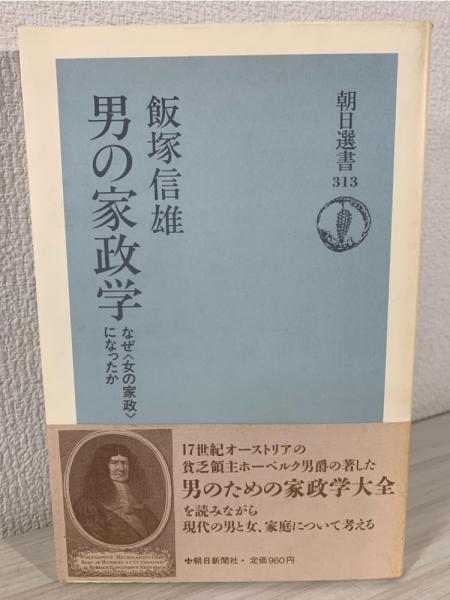 朝日選書
313
飯塚信雄
男の家政学
なぜ〈女の家政〉
になったか
17世紀オーストリアの
貧乏領主ホーベルク男爵の著した
男のための家政学大全
を読みながら
現代の男と女、家庭について考える
朝日新聞社・定価960円